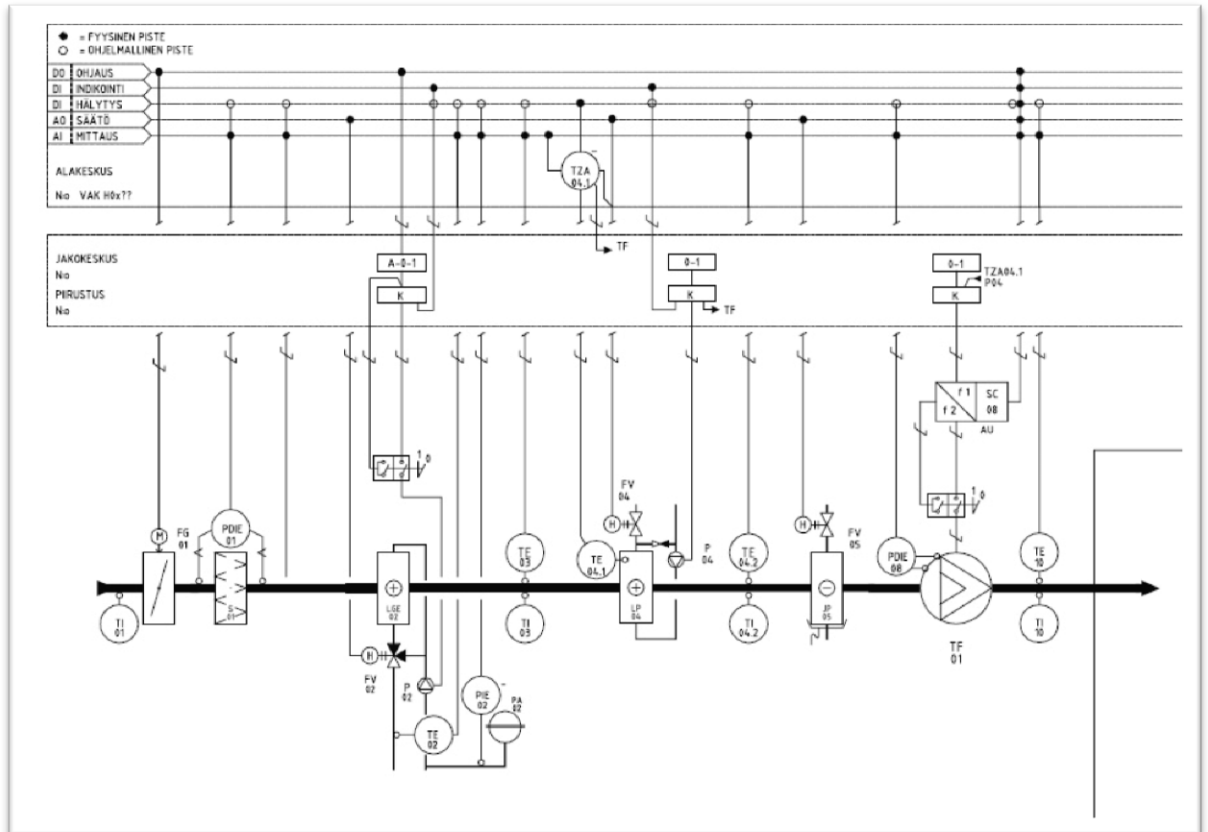 = FYYSINEN PISTE
= OHJELMALLINEN PISTE
DO OHJAUS
DI INDIKOINTI
DI HÄLYTYS
AO SÄÄTÖ
AI MITTAUS
ALAKESKUS
N:o VAK H0x??
TZA
04.1
TF
JAKOKESKUS
N:o
PIIRUSTUS
N:o
A-0-1
K
0-1
K
TF
0-1
K
TZA04.1
P04
f 1
f 2
SC
08
AU
1
0
1
0
M
FG
01
PDIE
01
S
01
TI
01
LGE
02
H
FV
02
P
02
TE
02
PIE
02
PA
02
TE
03
TI
03
TE
04.1
H
FV
04
LP
04
P
04
TE
04.2
TI
04.2
H
FV
05
JP
05
PDIE
08
TF
01
TE
10
TI
10